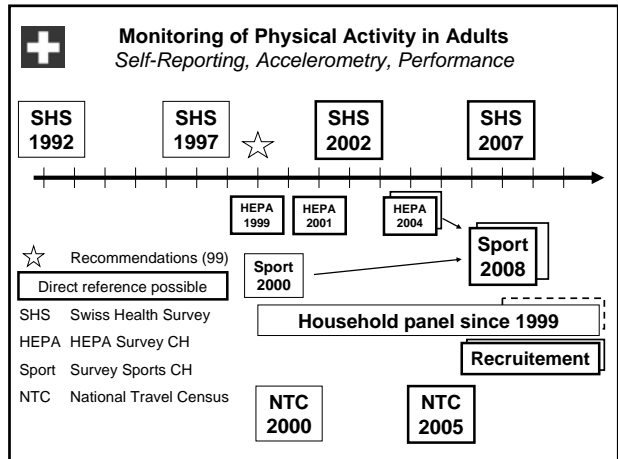 Monitoring of Physical Activity in Adults
Self-Reporting, Accelerometry, Performance
SHS
1992
SHS
1997
SHS
2002
SHS
2007
HEPA
1999
HEPA
2001
HEPA
2004
Sport
2008
Sport
2000
Recommendations (99)
Direct reference possible
SHS Swiss Health Survey
HEPA HEPA Survey CH
Sport Survey Sports CH
NTC National Travel Census
Household panel since 1999
Recruitement
NTC
2000
NTC
2005